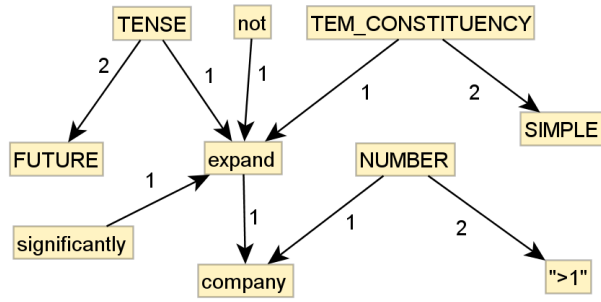 TENSE not TEM_CONSTITUENCY
2 1 1 1 2
FUTURE expand NUMBER SIMPLE
1 1 1 2
significantly company ">1"